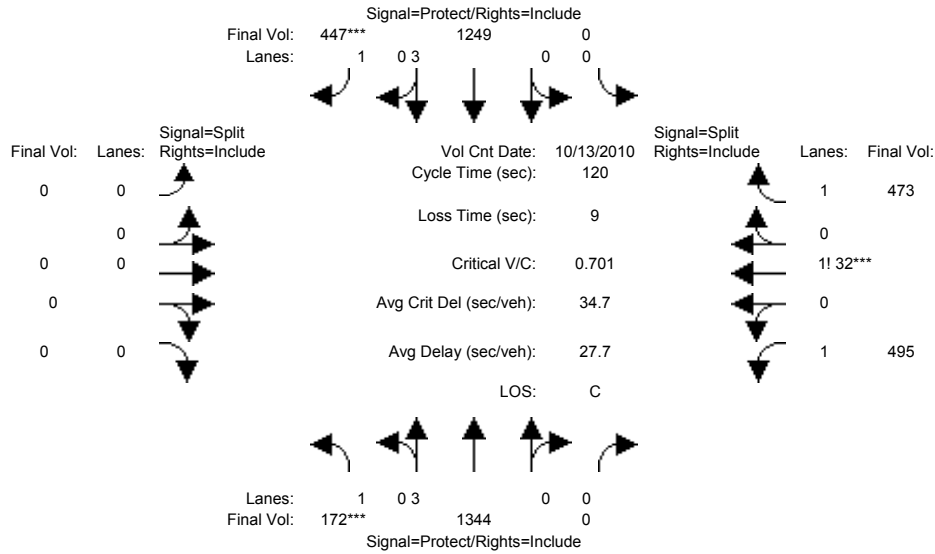 Signal=Protect/Rights=Include
Final Vol: 447*** 1249 0
Lanes: 1 0 3 0 0
Signal=Split
Final Vol: Lanes: Rights=Include
Vol Cnt Date: 10/13/2010
Signal=Split
Rights=Include Lanes: Final Vol:
Cycle Time (sec): 120
0 0
1 473
Loss Time (sec): 9
0
0
0 0
Critical V/C: 0.701
1! 32***
0
Avg Crit Del (sec/veh): 34.7
0
0 0
Avg Delay (sec/veh): 27.7
1 495
LOS: C
Lanes: 1 0 3 0 0
Final Vol: 172*** 1344 0
Signal=Protect/Rights=Include